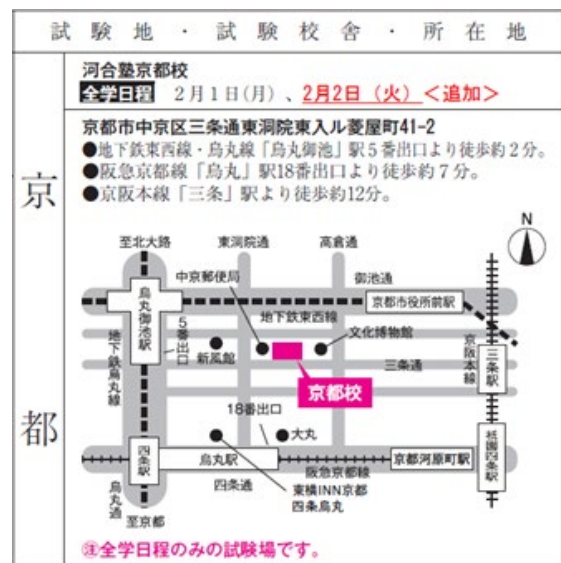 試験地・試験校舎・所在地
京都
河合塾京都校
全学日程 2月1日(月)、2月2日(火)<追加>
京都市中京区三条通東洞院東入ル菱屋町41-2
●地下鉄東西線・烏丸線「烏丸御池」駅5番出口より徒歩約2分。
●阪急京都線「烏丸」駅18番出口より徒歩約7分。
●京阪本線「三条」駅より徒歩約12分。
N
至北大路
東洞院通
高倉通
中京郵便局
御池通
烏丸御池駅
京都市役所前駅
地下鉄東西線
5番出口
地下鉄烏丸線
新風館
文化博物館
京阪本線
三条駅
三条通
京都校
18番出口
大丸
四条駅
烏丸駅
京都河原町駅
祇園四条駅
阪急京都線
烏丸通
四条通
東横INN京都
四条烏丸
至京都
㊟全学日程のみの試験場です。